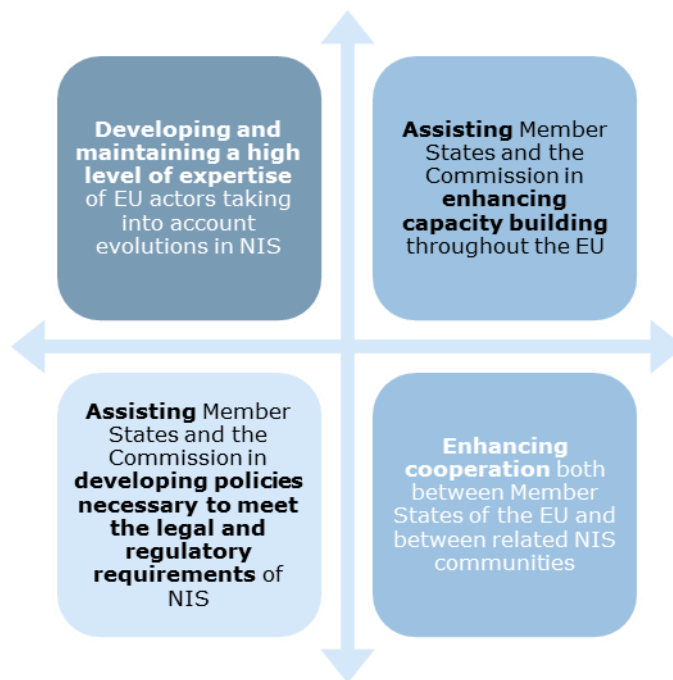 Developing and
maintaining a high
level of expertise
of EU actors taking
into account
evolutions in NIS
Assisting Member
States and the
Commission in
enhancing
capacity building
throughout the EU
Assisting Member
States and the
Commission in
developing policies
necessary to meet
the legal and
regulatory
requirements of
NIS
Enhancing
cooperation both
between Member
States of the EU and
between related NIS
communities